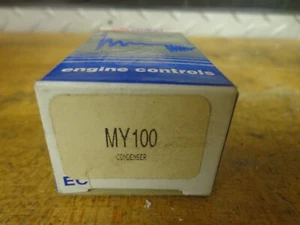 engine controls
MY100
CONDENSER
EC